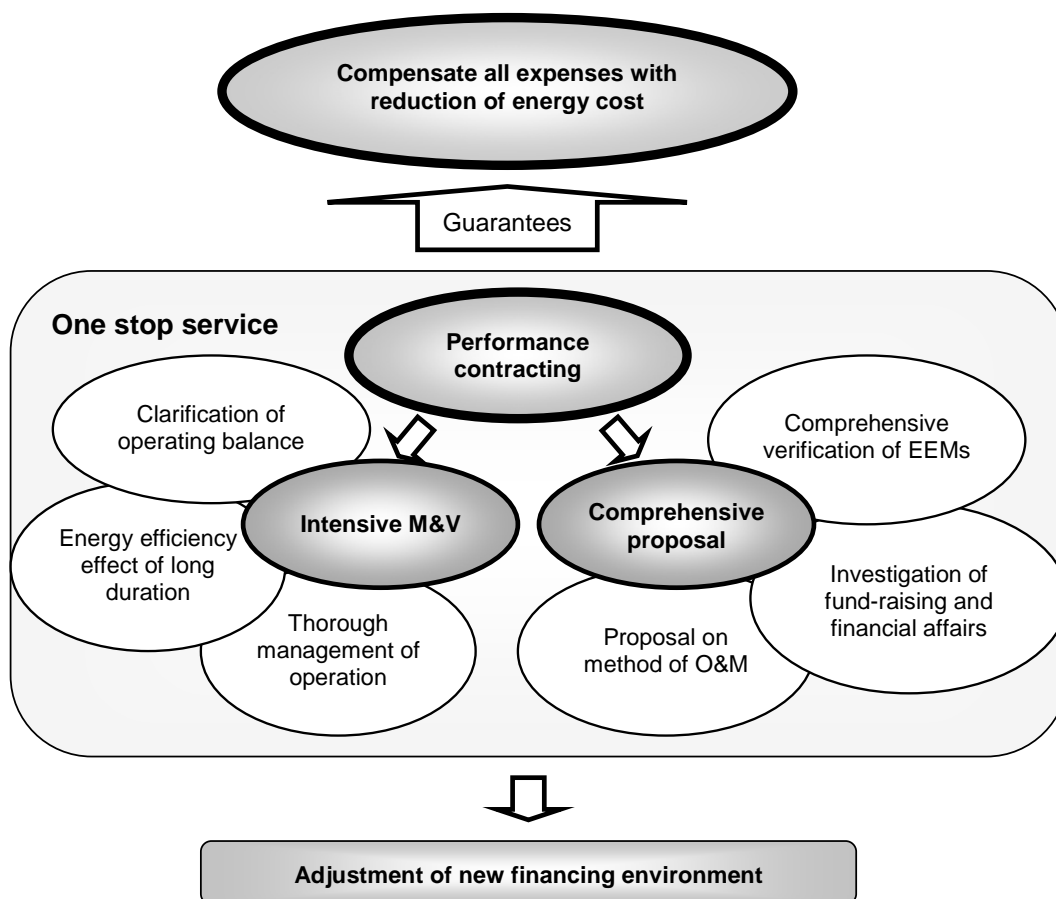 Compensate all expenses with
reduction of energy cost
Guarantees
One stop service
Performance
contracting
Clarification of
operating balance
Comprehensive
verification of EEMs
Intensive M&V
Comprehensive
proposal
Energy efficiency
effect of long
duration
Investigation of
fund-raising and
financial affairs
Thorough
management of
operation
Proposal on
method of O&M
Adjustment of new financing environment